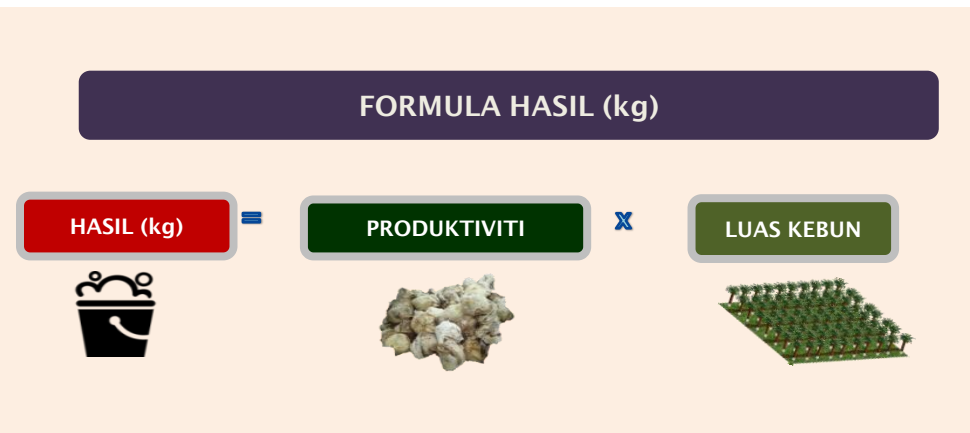 FORMULA HASIL (kg)
HASIL (kg) = PRODUKTIVITI x LUAS KEBUN